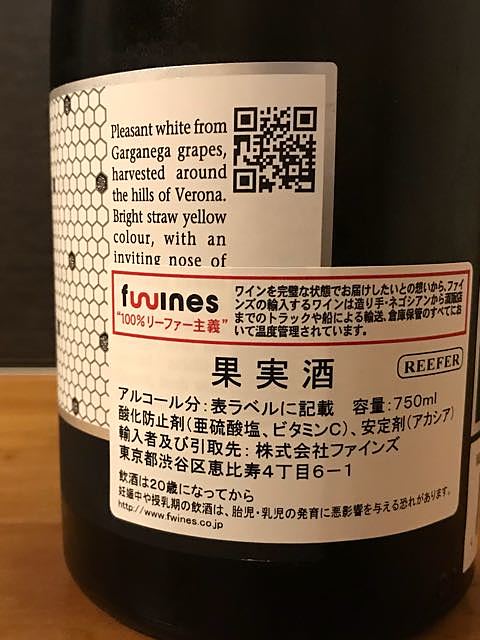 Pleasant white from
Garganega grapes,
harvested around
the hills of Verona.
Bright straw yellow
colour, with an
inviting nose of
fwines
"100%リーファー主義"
ワインを完璧な状態でお届けしたいとの想いから、ファイ
ンズの輸入するワインは造り手・ネゴシアンから酒販店
までのトラックや船による輸送、倉庫保管のすべてにお
いて温度管理されています。
果実酒
REEFER
アルコール分:表ラベルに記載 容量:750ml
酸化防止剤(亜硫酸塩、ビタミンC)、安定剤(アカシア)
輸入者及び引取先: 株式会社ファインズ
東京都渋谷区恵比寿4丁目6-1
飲酒は20歳になってから
妊娠中や授乳期の飲酒は、胎児・乳児の発育に悪影響を与える恐れがあります。
http://www.fwines.co.jp